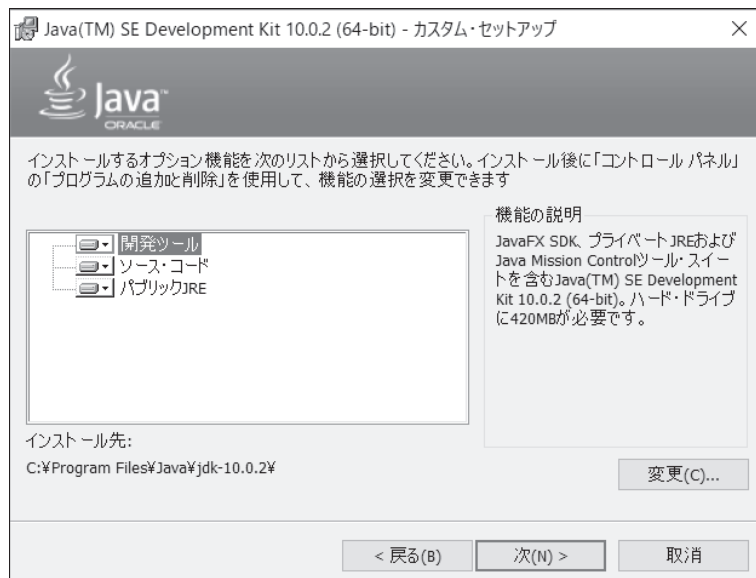 Java(TM) SE Development Kit 10.0.2 (64-bit) - カスタム・セットアップ
Java™
ORACLE
インストールするオプション機能を次のリストから選択してください。インストール後に「コントロール パネル」
の「プログラムの追加と削除」を使用して、機能の選択を変更できます
開発ツール
ソース・コード
パブリックJRE
機能の説明
JavaFX SDK、プライベートJREおよび
Java Mission Controlツール・スイー
トを含むJava(TM) SE Development
Kit 10.0.2 (64-bit)。ハード・ドライブ
に420MBが必要です。
インストール先:
C:¥Program Files¥Java¥jdk-10.0.2¥
変更(C)...
< 戻る(B)
次(N) >
取消